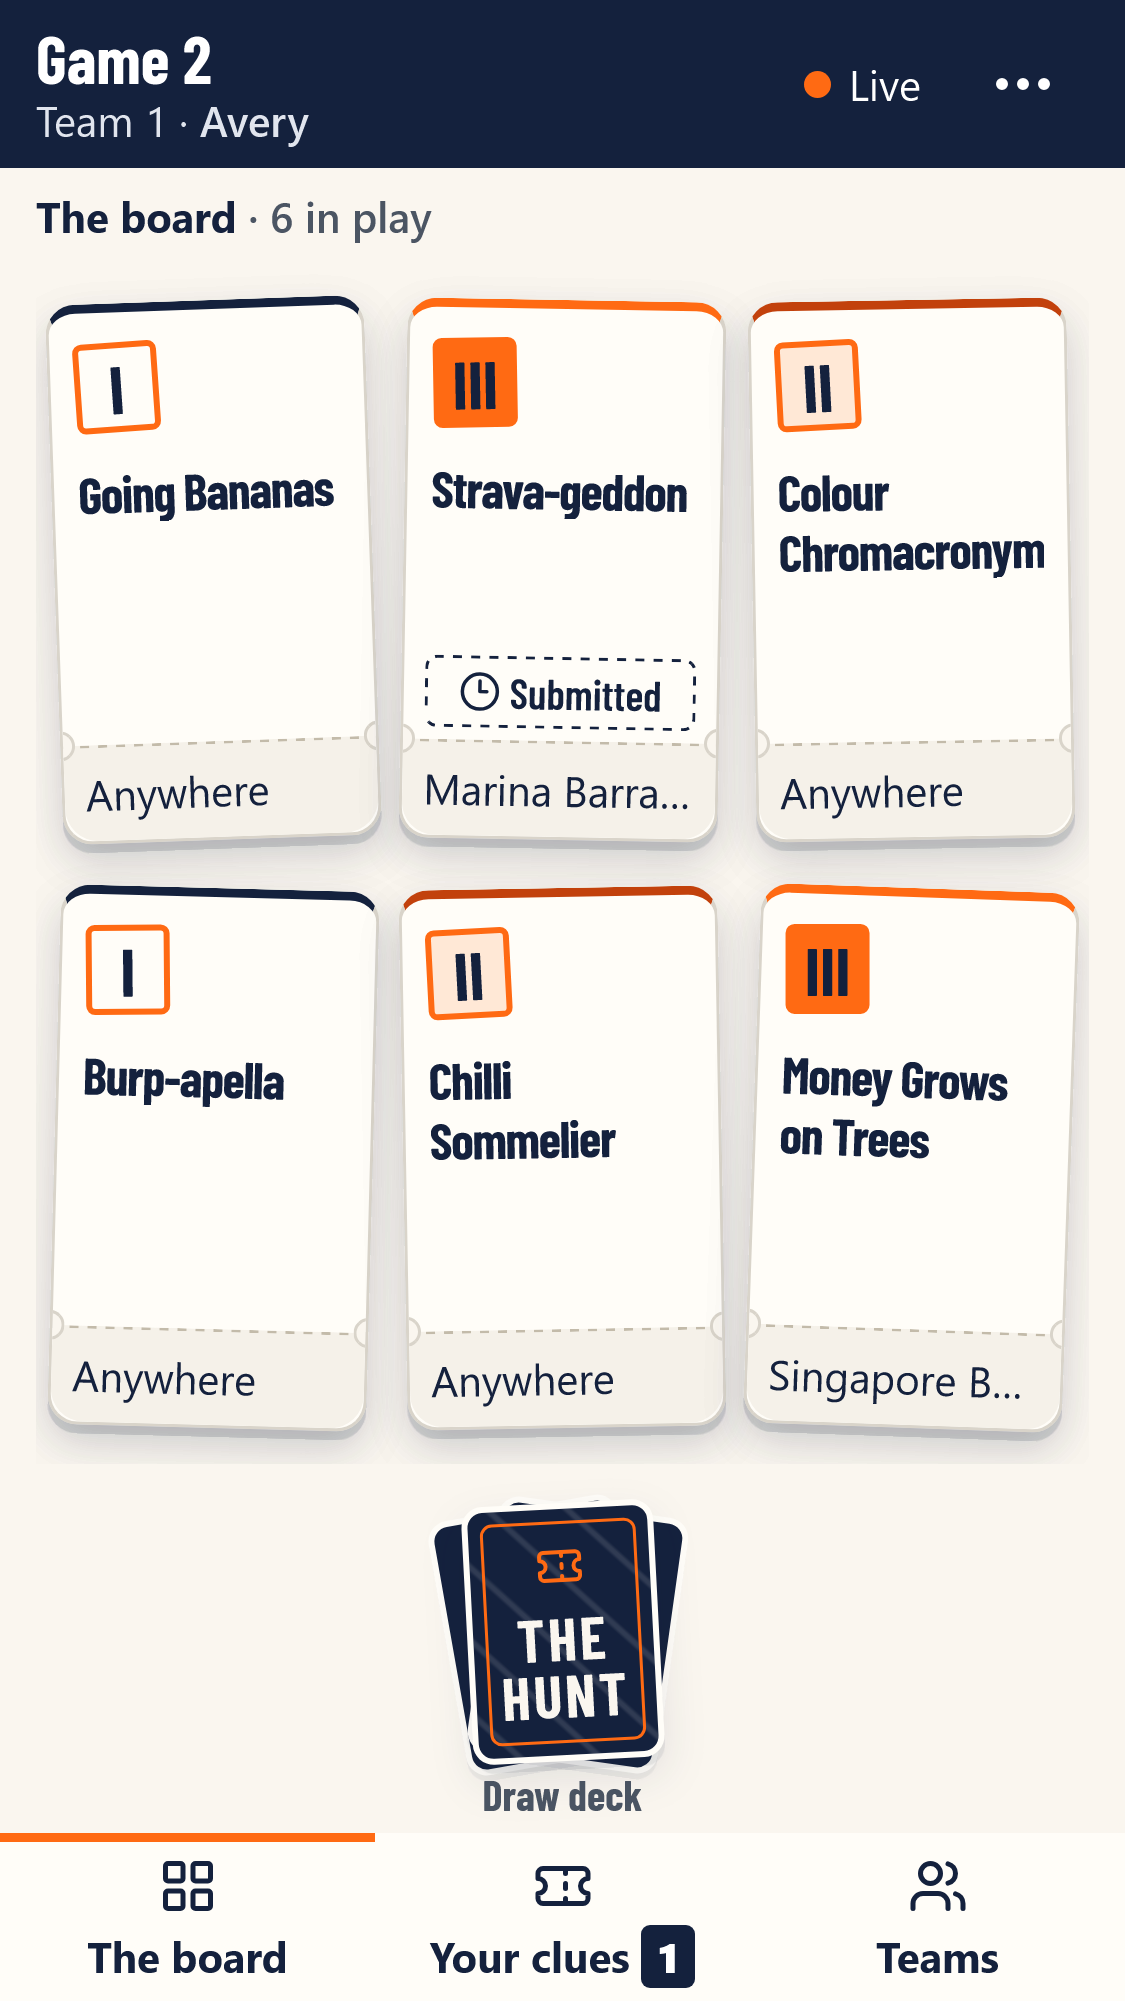 Game 2
Team 1 · Avery
Live
The board · 6 in play
I
Going Bananas
Anywhere
III
Strava-geddon
Submitted
Marina Barra...
II
Colour
Chromacronym
Anywhere
I
Burp-apella
Anywhere
II
Chilli
Sommelier
Anywhere
III
Money Grows
on Trees
Singapore B...
THE
HUNT
Draw deck
The board
Your clues 1
Teams